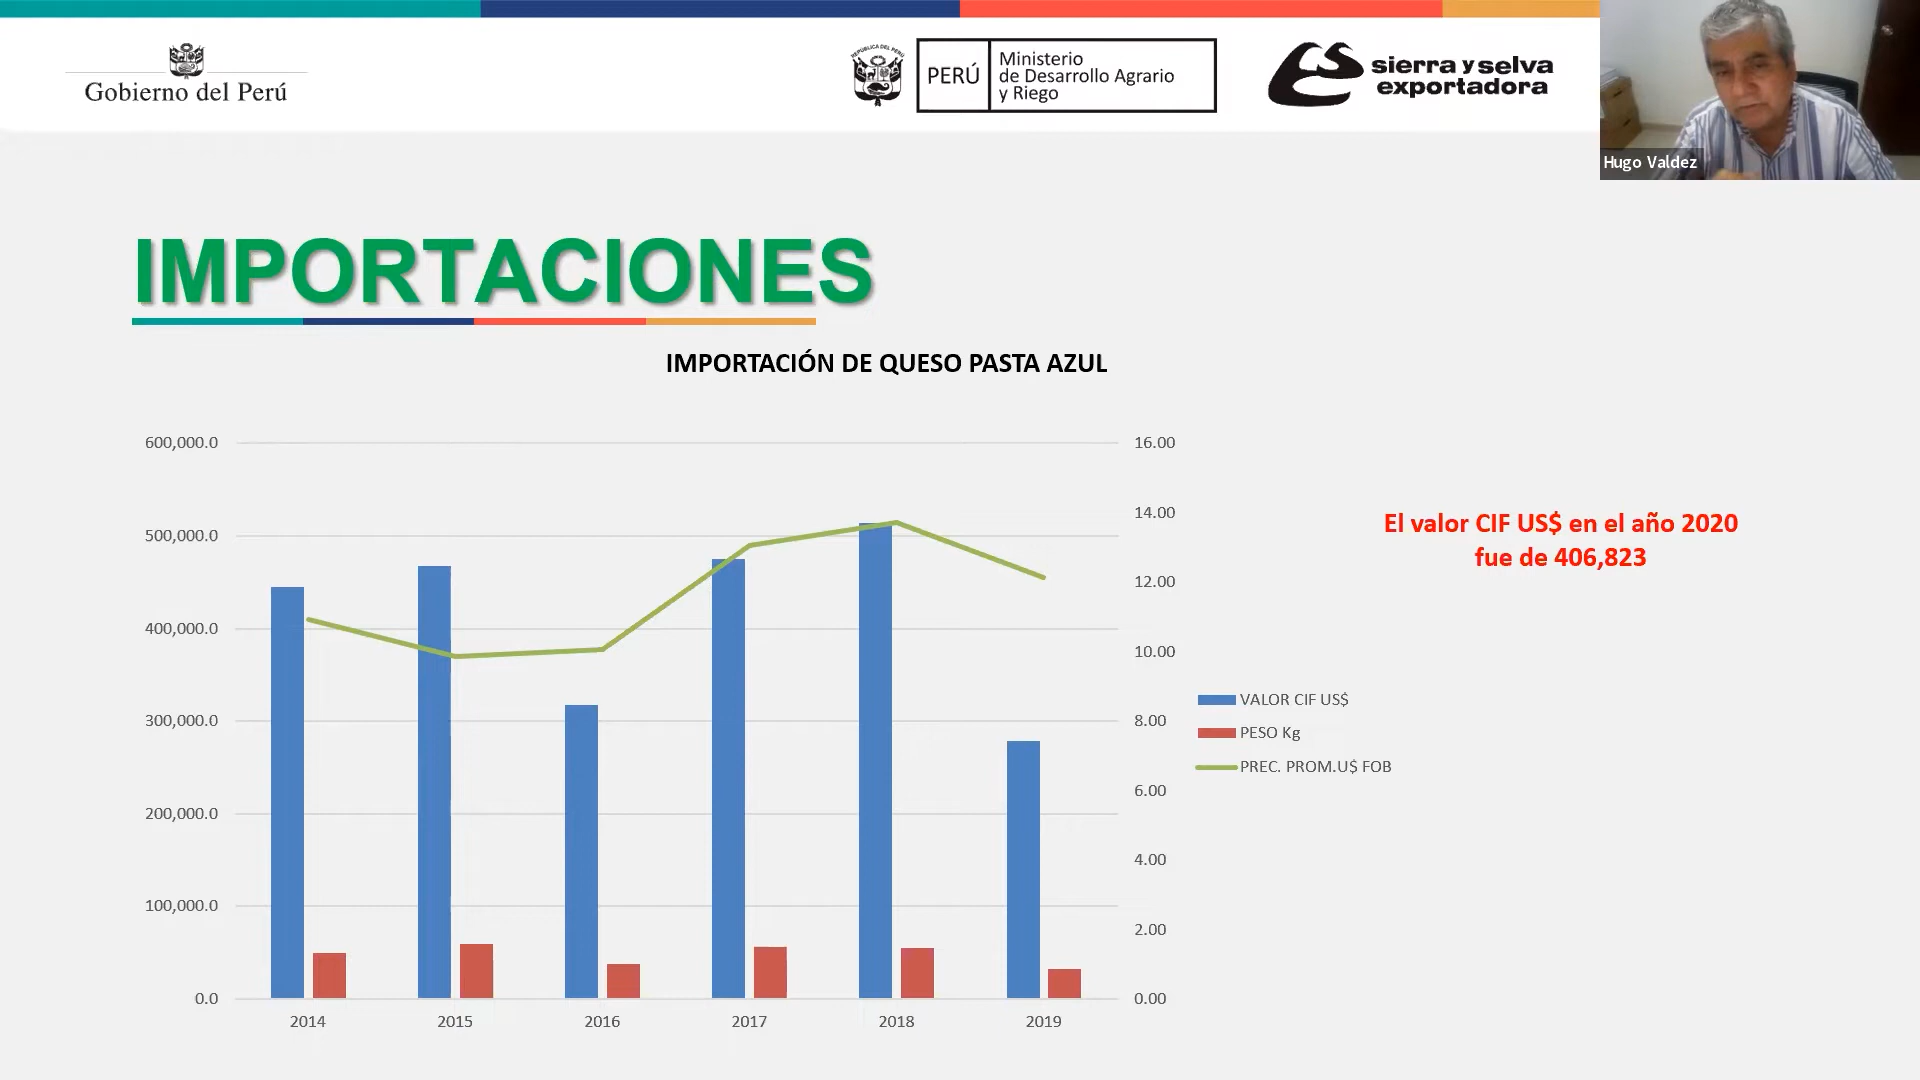 Gobierno del Perú
REPÚBLICA DEL PERÚ
PERÚ
Ministerio
de Desarrollo Agrario
y Riego
sierra y selva
exportadora
Hugo Valdez
IMPORTACIONES
IMPORTACIÓN DE QUESO PASTA AZUL
600,000.0
500,000.0
400,000.0
300,000.0
200,000.0
100,000.0
0.0
16.00
14.00
12.00
10.00
8.00
6.00
4.00
2.00
0.00
2014 2015 2016 2017 2018 2019
VALOR CIF US$
PESO Kg
PREC. PROM.U$ FOB
El valor CIF US$ en el año 2020
fue de 406,823